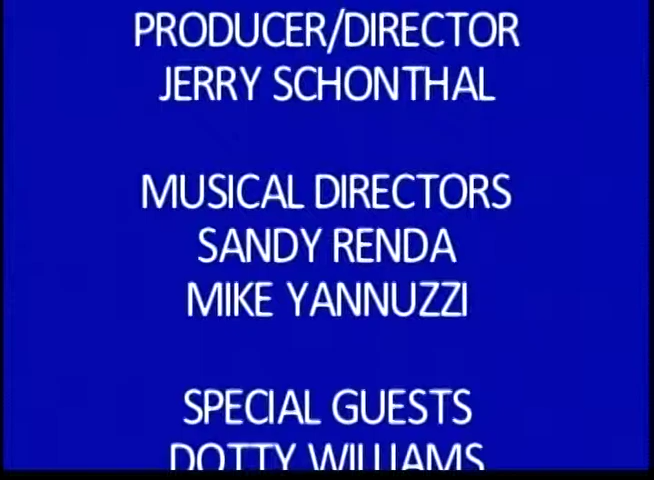 PRODUCER/DIRECTOR
JERRY SCHONTHAL
MUSICAL DIRECTORS
SANDY RENDA
MIKE YANNUZZI
SPECIAL GUESTS
DOTTY WILLIAMS